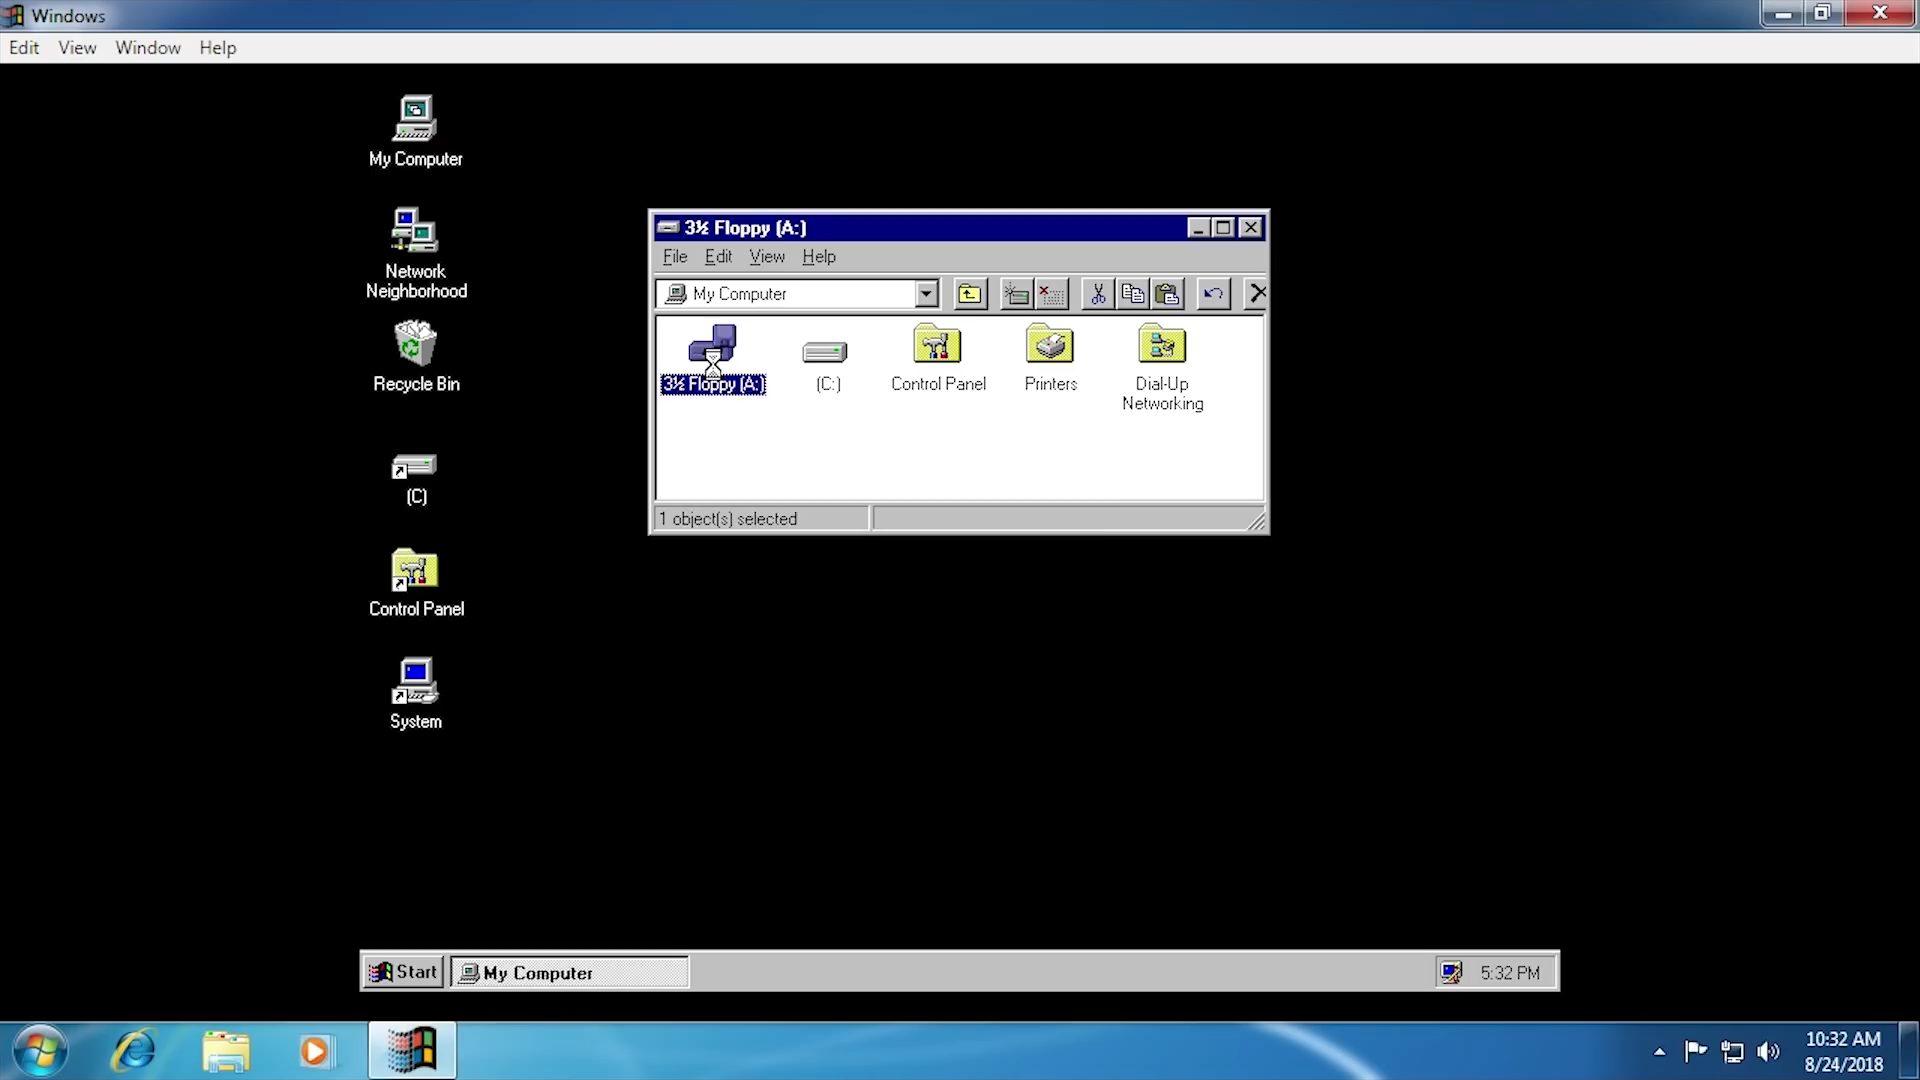 Windows
Edit View Window Help
My Computer
Network
Neighborhood
Recycle Bin
(C)
Control Panel
System
3½ Floppy (A:)
File Edit View Help
My Computer
3½ Floppy (A:)
(C:)
Control Panel
Printers
Dial-Up
Networking
1 object(s) selected
Start
My Computer
5:32 PM
10:32 AM
8/24/2018